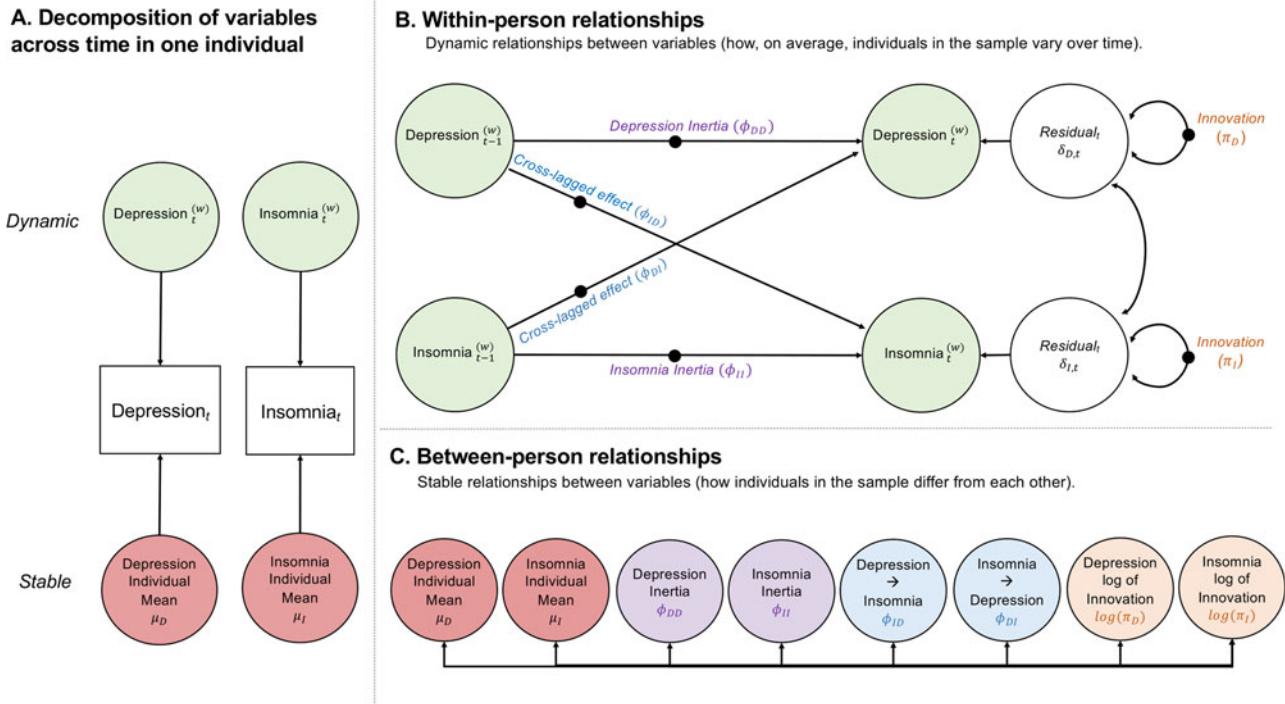 A. Decomposition of variables
across time in one individual
Dynamic
Depression (w) t
Insomnia (w) t
Depressiont
Insomniat
Stable
Depression
Individual
Mean
μD
Insomnia
Individual
Mean
μI
B. Within-person relationships
Dynamic relationships between variables (how, on average, individuals in the sample vary over time).
Depression (w) t−1
Depression Inertia (ϕDD)
Depression (w) t
Residualt
δD,t
Innovation
(πD)
Cross-lagged effect (ϕID)
Cross-lagged effect (ϕDI)
Insomnia (w) t−1
Insomnia Inertia (ϕII)
Insomnia (w) t
Residualt
δI,t
Innovation
(πI)
C. Between-person relationships
Stable relationships between variables (how individuals in the sample differ from each other).
Depression
Individual
Mean
μD
Insomnia
Individual
Mean
μI
Depression
Inertia
ϕDD
Insomnia
Inertia
ϕII
Depression
→
Insomnia
ϕID
Insomnia
→
Depression
ϕDI
Depression
log of
Innovation
log(πD)
Insomnia
log of
Innovation
log(πI)